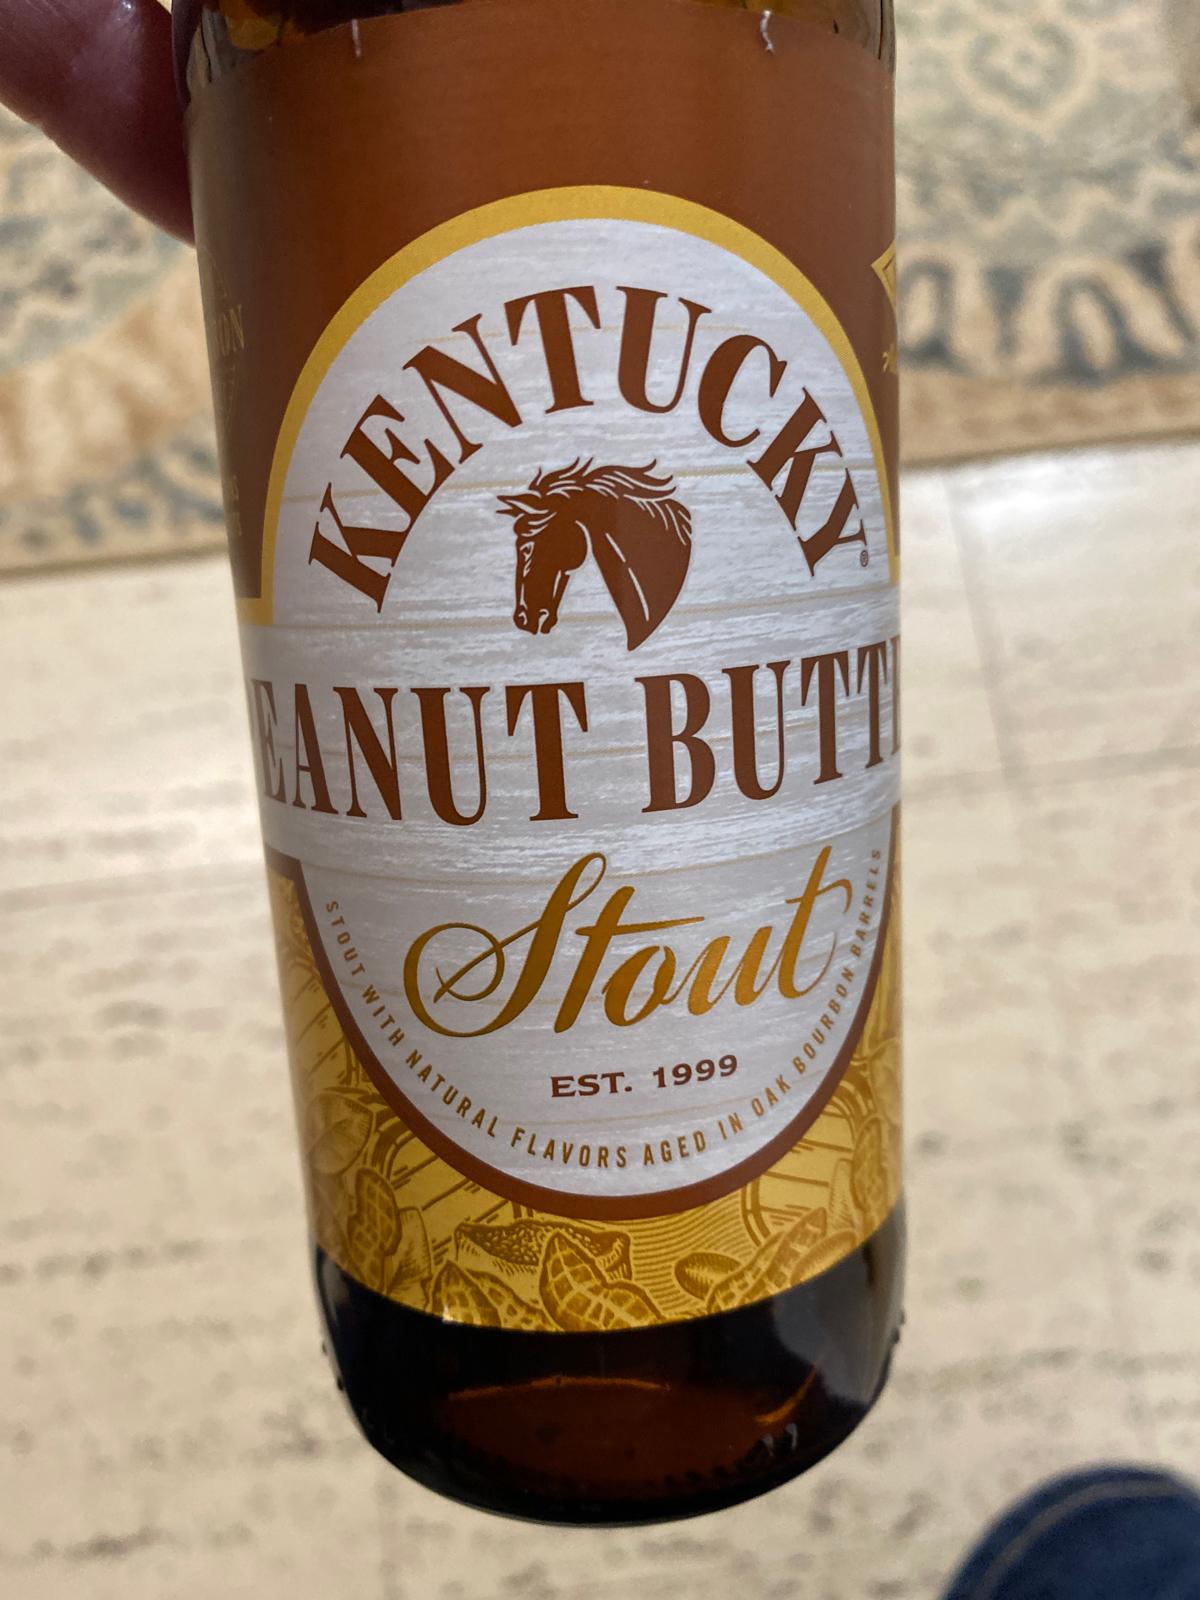 KENTUCKY®
EANUT BUTT
Stout
EST. 1999
STOUT WITH NATURAL FLAVORS AGED IN OAK BOURBON BARRELS